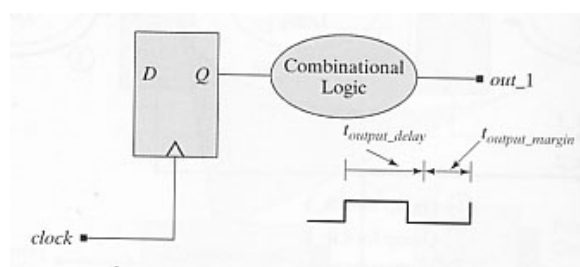 D Q
Combinational
Logic
out_1
t_output_delay
t_output_margin
clock